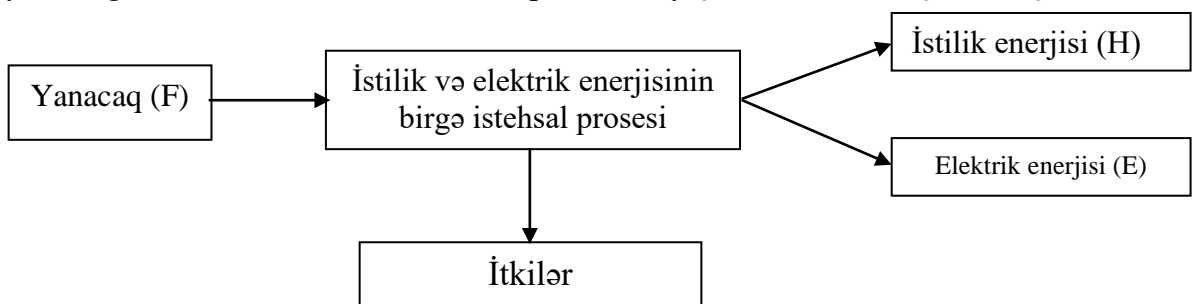 İstilik enerjisi (H)
Yanacaq (F)
İstilik və elektrik enerjisinin
birgə istehsal prosesi
Elektrik enerjisi (E)
İtkilər